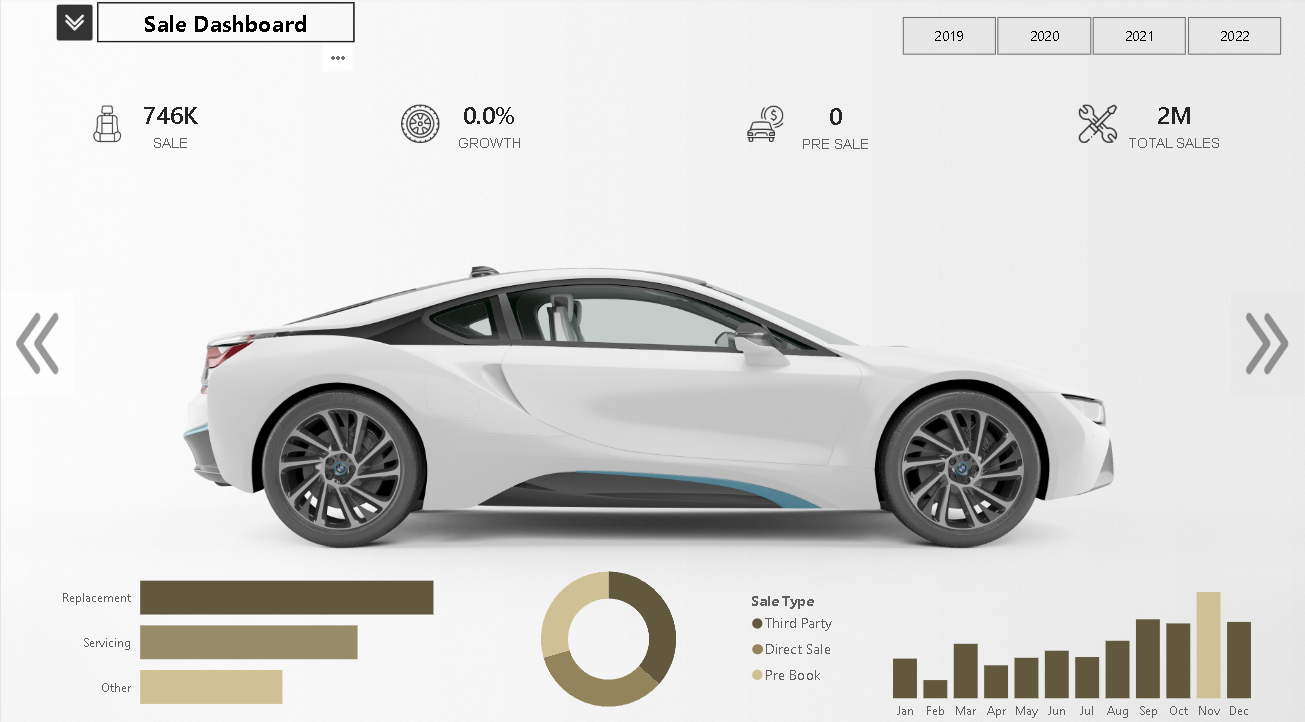 Sale Dashboard
2019 2020 2021 2022
746K 0.0% 0 2M
SALE GROWTH PRE SALE TOTAL SALES
Replacement
Servicing
Other
Sale Type
Third Party
Direct Sale
Pre Book
Jan Feb Mar Apr May Jun Jul Aug Sep Oct Nov Dec